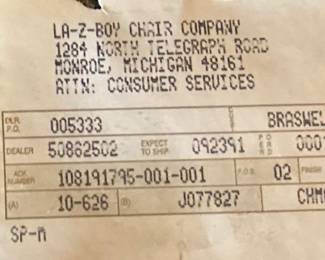 LA-Z-BOY CHAIR COMPANY
1284 NORTH TELEGRAPH ROAD
MONROE, MICHIGAN 48161
ATTN: CONSUMER SERVICES
DLR. P.O. 005333 BRASWEL
DEALER 50862502 EXPECT TO SHIP 092391 000
ACK NUMBER 108191795-001-001 F.O.B. 02 FINISH
(A) 10-626 (B) J077827 CHM
SP-M